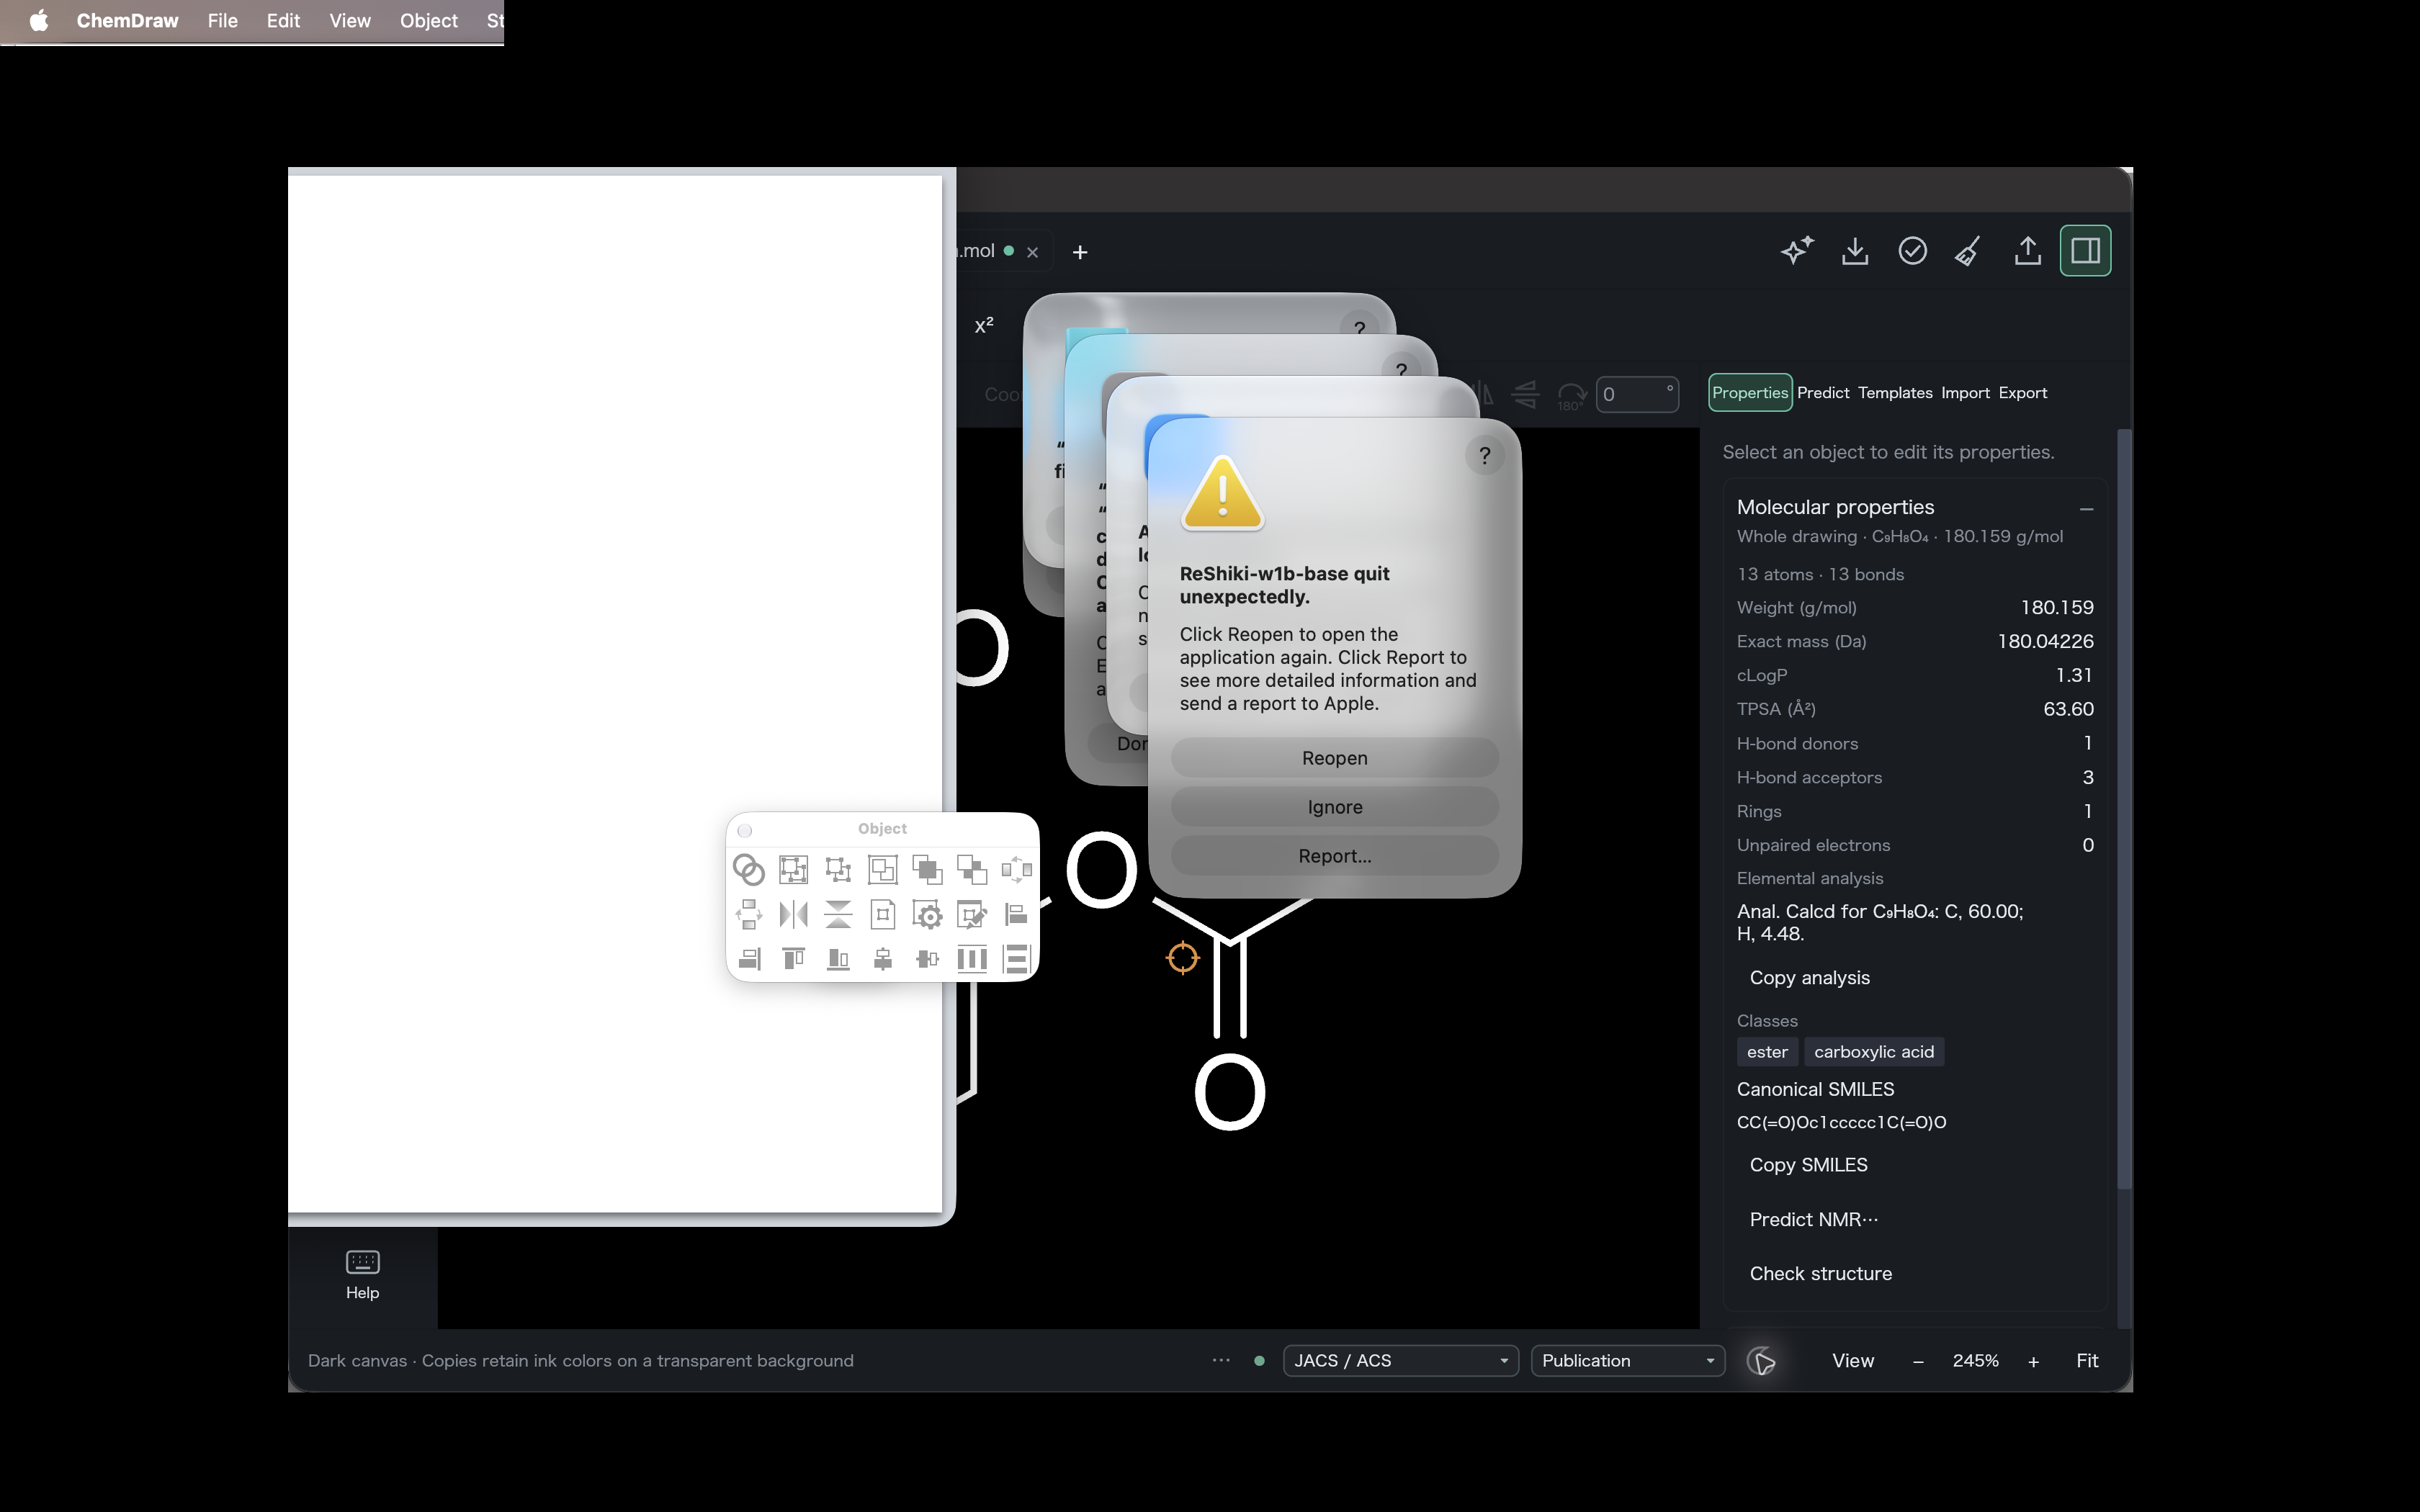 ChemDraw File Edit View Object St
.mol
x²
Coor
180°
0 °
Properties Predict Templates Import Export
Select an object to edit its properties.
?
?
?
“
fi
“
“
c
d
C
a
C
E
a
Don
A
lo
C
n
s
ReShiki-w1b-base quit
unexpectedly.
Click Reopen to open the
application again. Click Report to
see more detailed information and
send a report to Apple.
Reopen
Ignore
Report...
Molecular properties
Whole drawing · C₉H₈O₄ · 180.159 g/mol
13 atoms · 13 bonds
Weight (g/mol) 180.159
Exact mass (Da) 180.04226
cLogP 1.31
TPSA (Å²) 63.60
H-bond donors 1
H-bond acceptors 3
Rings 1
Unpaired electrons 0
Elemental analysis
Anal. Calcd for C₉H₈O₄: C, 60.00;
H, 4.48.
Copy analysis
Classes
ester carboxylic acid
Canonical SMILES
CC(=O)Oc1ccccc1C(=O)O
Copy SMILES
Predict NMR···
Check structure
O
Object
O
O
Help
Dark canvas · Copies retain ink colors on a transparent background
··· JACS / ACS Publication View − 245% + Fit